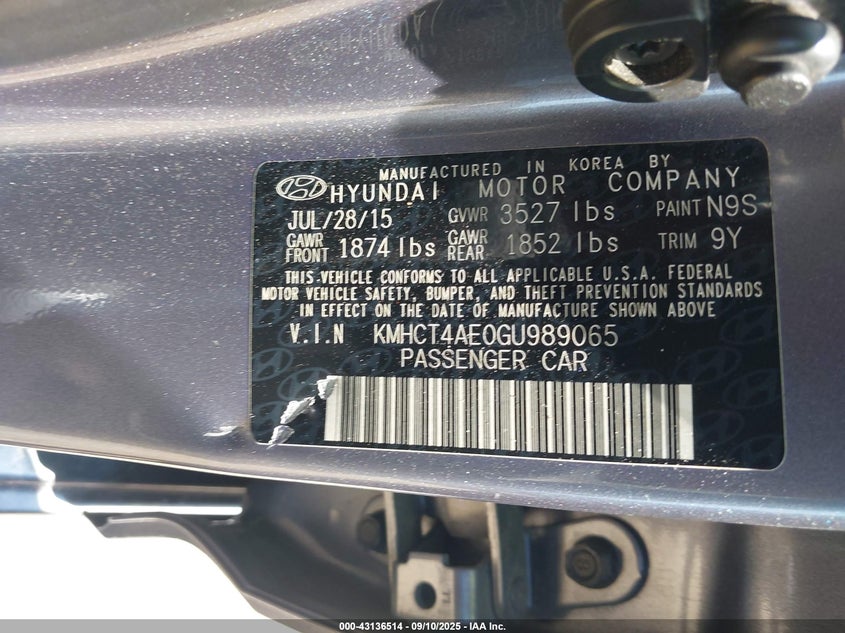 MANUFACTURED IN KOREA BY
HYUNDAI MOTOR COMPANY
JUL/28/15 GVWR 3527 lbs PAINT N9S
GAWR FRONT 1874 lbs GAWR REAR 1852 lbs TRIM 9Y
THIS VEHICLE CONFORMS TO ALL APPLICABLE U.S.A. FEDERAL
MOTOR VEHICLE SAFETY, BUMPER, AND THEFT PREVENTION STANDARDS
IN EFFECT ON THE DATE OF MANUFACTURE SHOWN ABOVE
V.I.N KMHCT4AE0GU989065
PASSENGER CAR
000-43136514 - 09/10/2025 - IAA Inc.